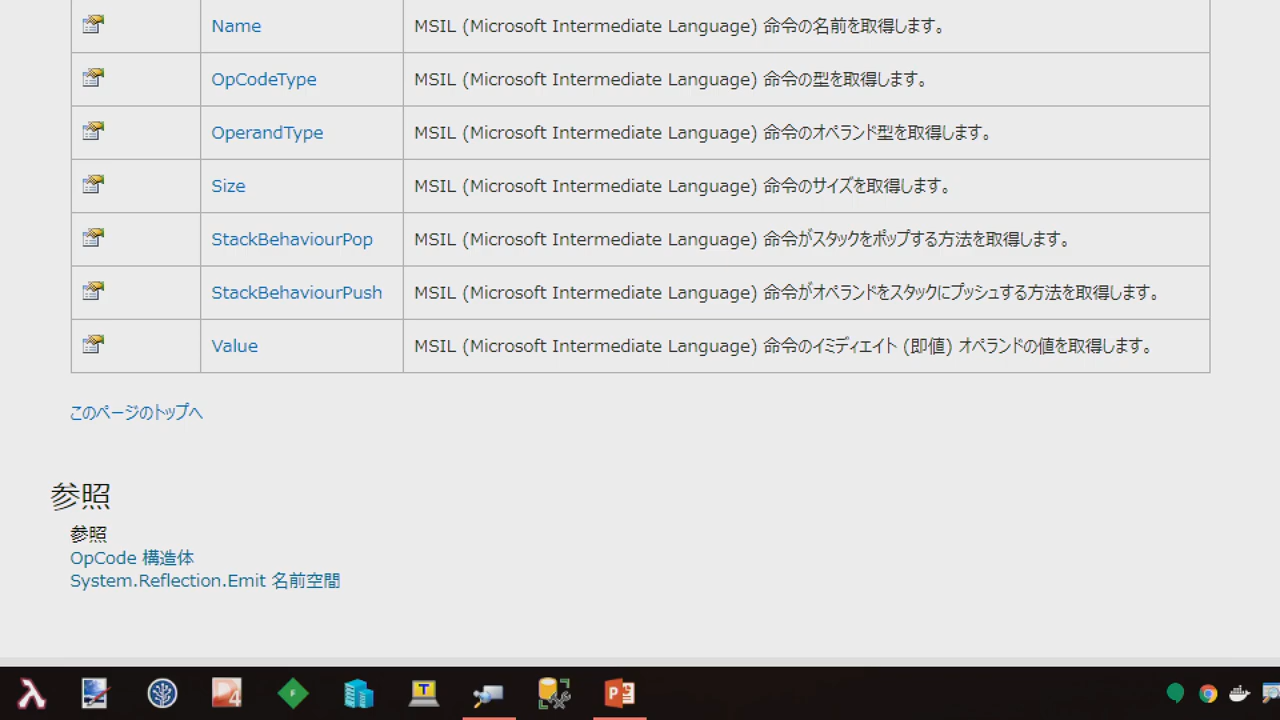 Name MSIL (Microsoft Intermediate Language) 命令の名前を取得します。
OpCodeType MSIL (Microsoft Intermediate Language) 命令の型を取得します。
OperandType MSIL (Microsoft Intermediate Language) 命令のオペランド型を取得します。
Size MSIL (Microsoft Intermediate Language) 命令のサイズを取得します。
StackBehaviourPop MSIL (Microsoft Intermediate Language) 命令がスタックをポップする方法を取得します。
StackBehaviourPush MSIL (Microsoft Intermediate Language) 命令がオペランドをスタックにプッシュする方法を取得します。
Value MSIL (Microsoft Intermediate Language) 命令のイミディエイト (即値) オペランドの値を取得します。
このページのトップへ
参照
参照
OpCode 構造体
System.Reflection.Emit 名前空間